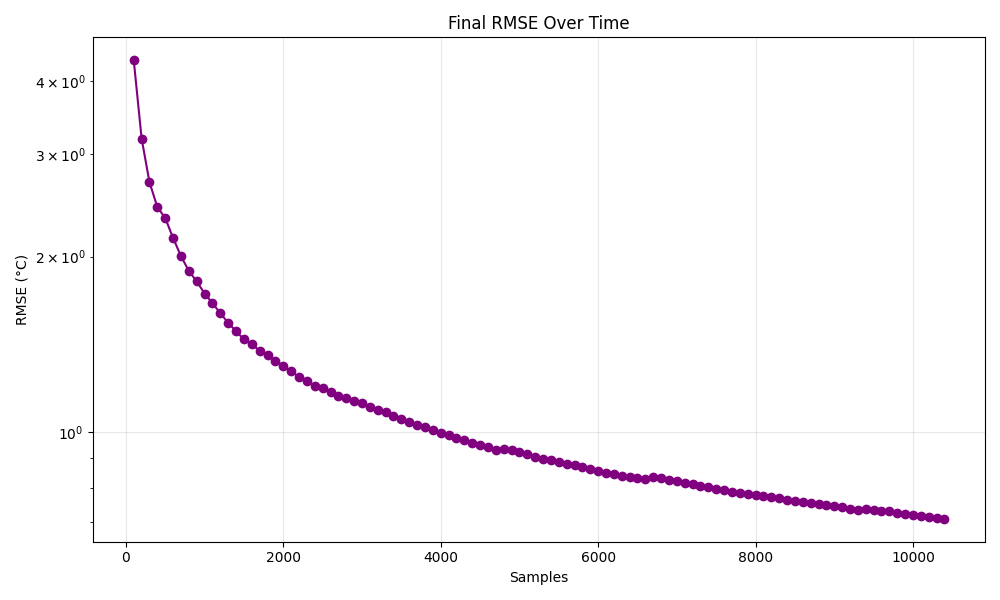 Final RMSE Over Time
RMSE (°C)
4 × 10⁰
3 × 10⁰
2 × 10⁰
10⁰
0 2000 4000 6000 8000 10000
Samples